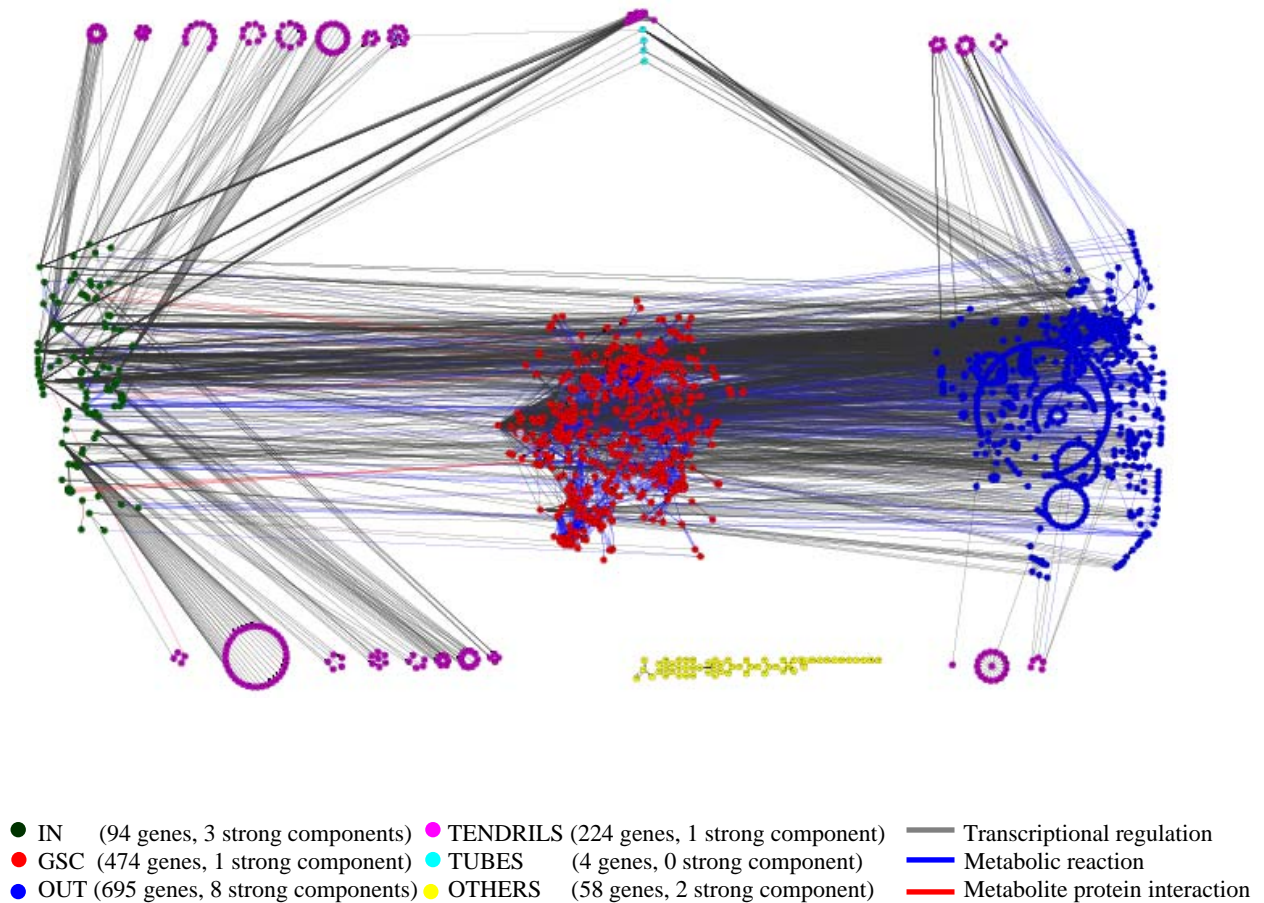 IN (94 genes, 3 strong components) TENDRILS (224 genes, 1 strong component) Transcriptional regulation
GSC (474 genes, 1 strong component) TUBES (4 genes, 0 strong component) Metabolic reaction
OUT (695 genes, 8 strong components) OTHERS (58 genes, 2 strong component) Metabolite protein interaction